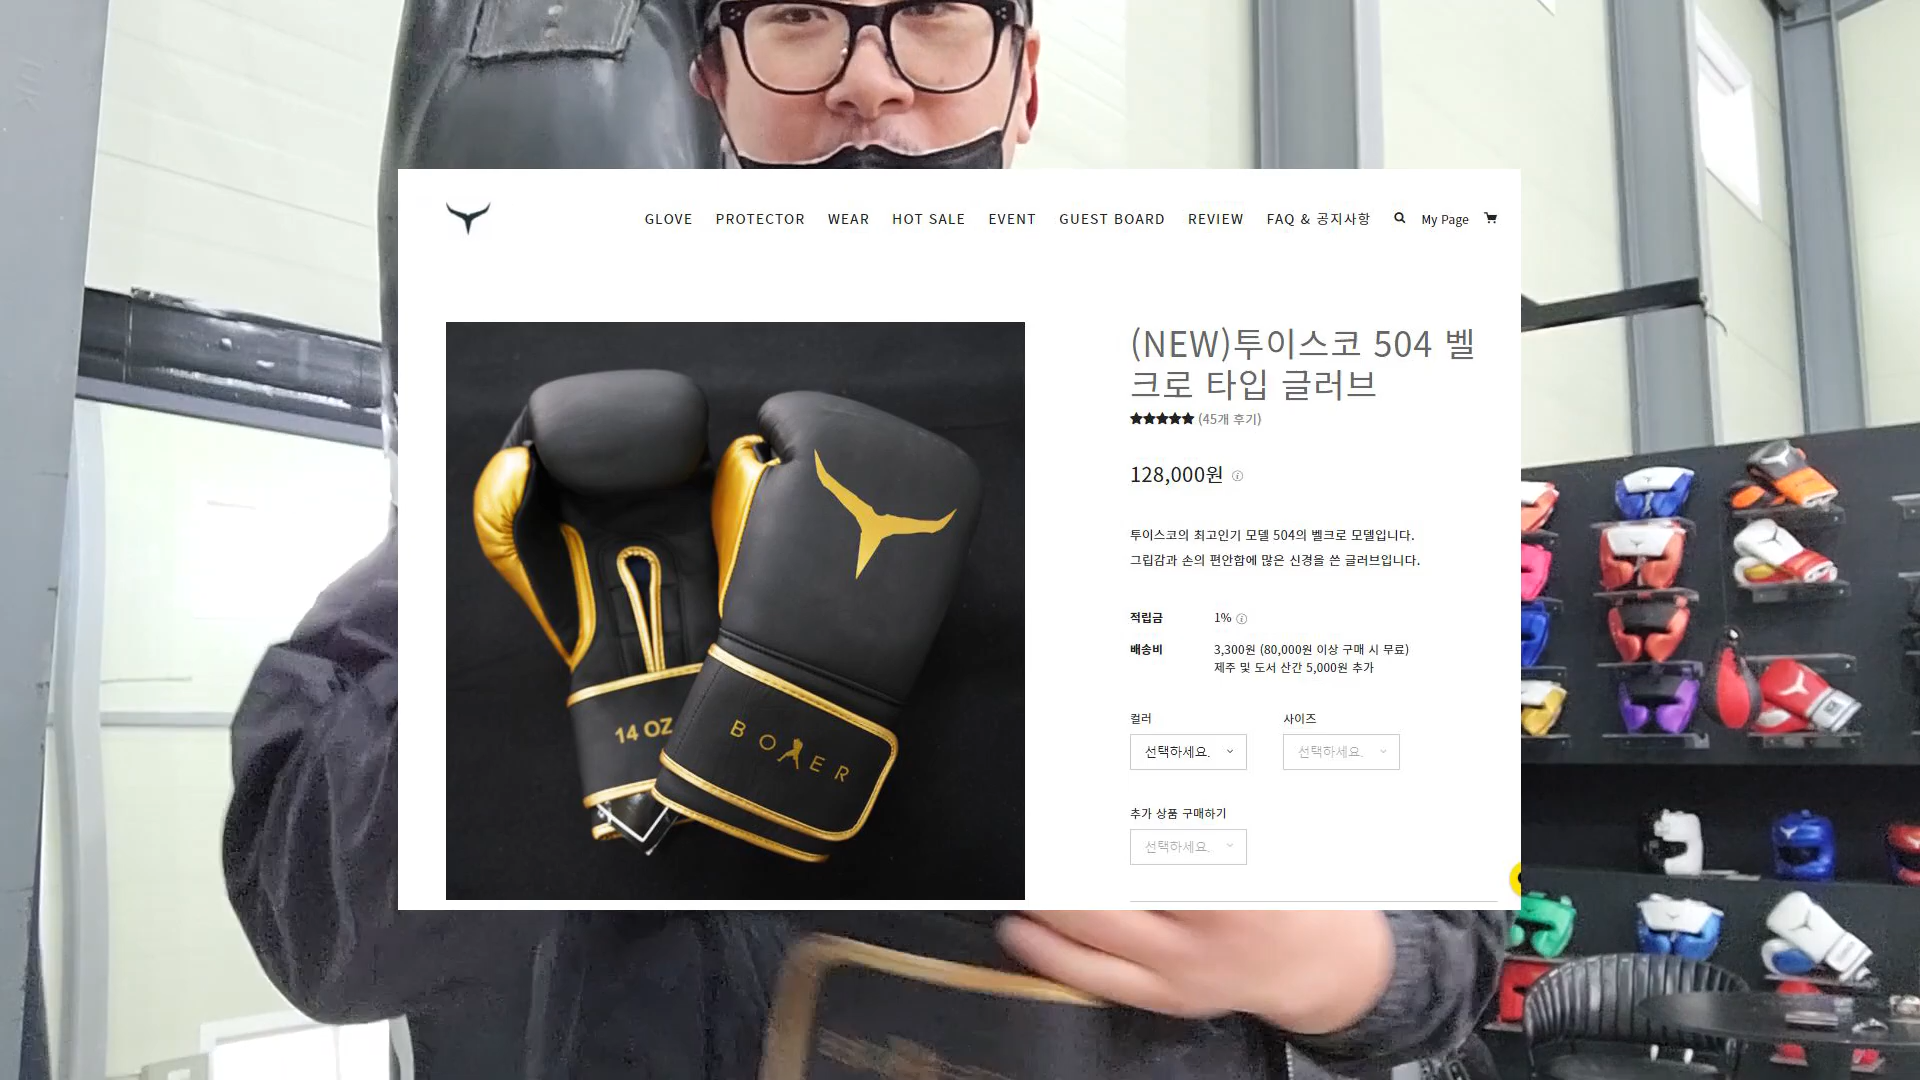 GLOVE PROTECTOR WEAR HOT SALE EVENT GUEST BOARD REVIEW FAQ & 공지사항 My Page
(NEW)투이스코 504 벨
크로 타입 글러브
(45개 후기)
128,000원
투이스코의 최고인기 모델 504의 벨크로 모델입니다.
그립감과 손의 편안함에 많은 신경을 쓴 글러브입니다.
적립금 1%
배송비 3,300원 (80,000원 이상 구매 시 무료)
제주 및 도서 산간 5,000원 추가
컬러 사이즈
선택하세요. 선택하세요.
추가 상품 구매하기
선택하세요.
14 OZ
BOXER